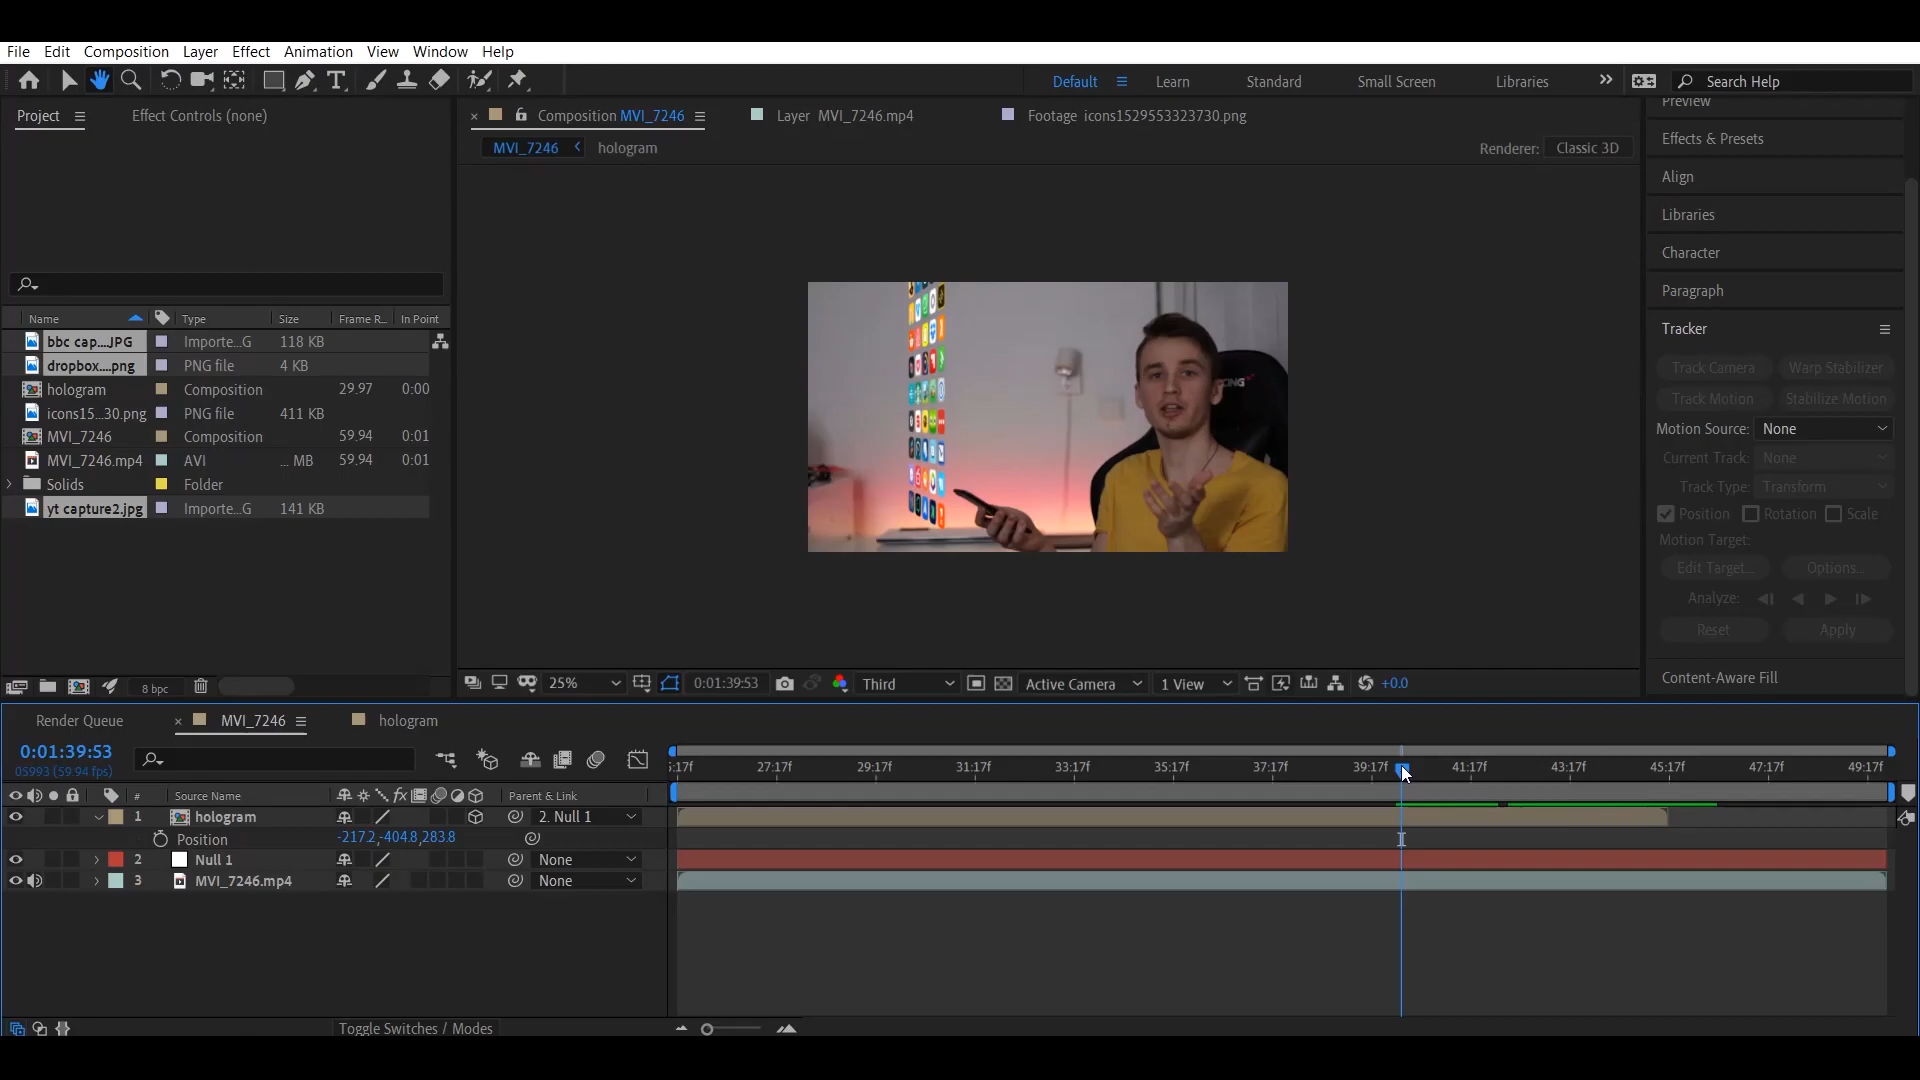 File Edit Composition Layer Effect Animation View Window Help
Default Learn Standard Small Screen Libraries Search Help
Project Effect Controls (none)
Composition MVI_7246 Layer MVI_7246.mp4 Footage icons1529553323730.png
MVI_7246 hologram Renderer: Classic 3D
Preview
Effects & Presets
Align
Libraries
Character
Paragraph
Tracker
Track Camera Warp Stabilizer
Track Motion Stabilize Motion
Motion Source: None
Current Track: None
Track Type: Transform
Position Rotation Scale
Motion Target:
Edit Target... Options...
Analyze:
Reset Apply
Content-Aware Fill
Name Type Size Frame R... In Point
bbc cap....JPG Importe...G 118 KB
dropbox....png PNG file 4 KB
hologram Composition 29.97 0:00
icons15...30.png PNG file 411 KB
MVI_7246 Composition 59.94 0:01
MVI_7246.mp4 AVI ... MB 59.94 0:01
Solids Folder
yt capture2.jpg Importe...G 141 KB
8 bpc
25% 0:01:39:53 Third Active Camera 1 View +0.0
Render Queue MVI_7246 hologram
0:01:39:53
05993 (59.94 fps)
:17f 27:17f 29:17f 31:17f 33:17f 35:17f 37:17f 39:17f 41:17f 43:17f 45:17f 47:17f 49:17f
# Source Name fx Parent & Link
1 hologram 2. Null 1
Position -217.2,-404.8,283.8
2 Null 1 None
3 MVI_7246.mp4 None
Toggle Switches / Modes